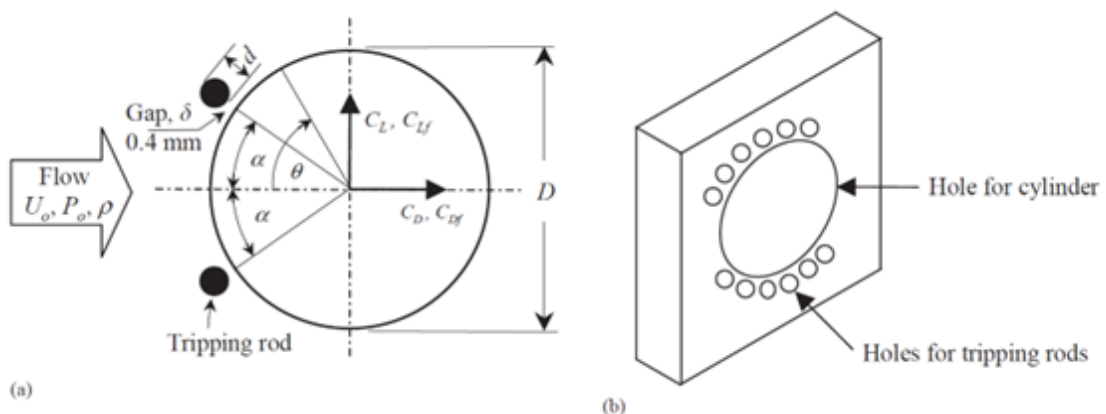 d
Gap, δ
0.4 mm
C_L, C_Lf
α
θ
Flow
U_o, P_o, ρ
D
C_D, C_Df
α
Tripping rod
(a)
Hole for cylinder
Holes for tripping rods
(b)